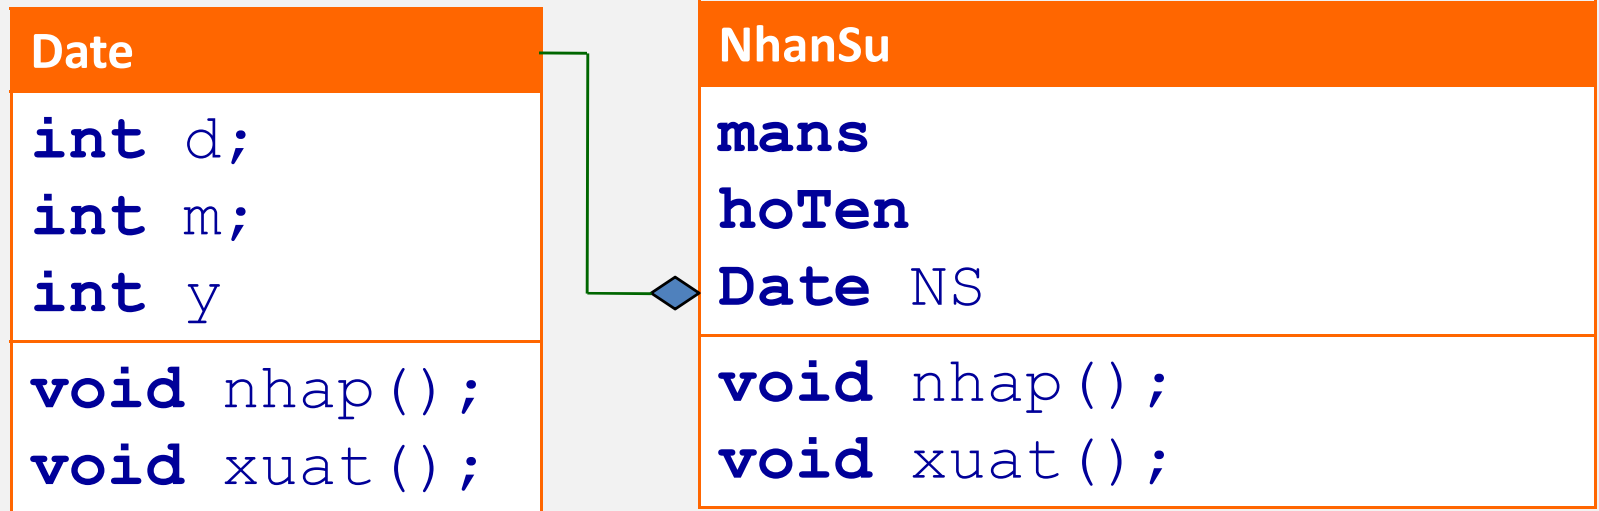 Date
int d;
int m;
int y
void nhap();
void xuat();
NhanSu
mans
hoTen
Date NS
void nhap();
void xuat();